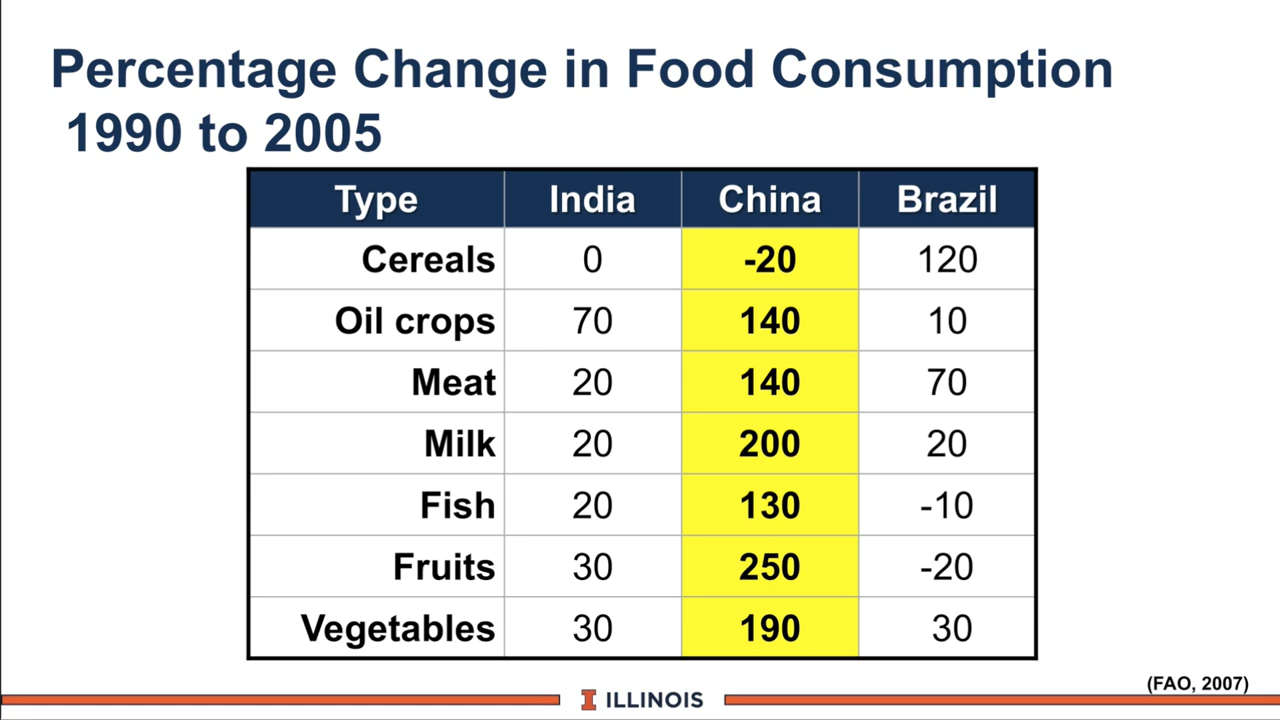 Percentage Change in Food Consumption
1990 to 2005
Type India China Brazil
Cereals 0 -20 120
Oil crops 70 140 10
Meat 20 140 70
Milk 20 200 20
Fish 20 130 -10
Fruits 30 250 -20
Vegetables 30 190 30
(FAO, 2007)
I ILLINOIS